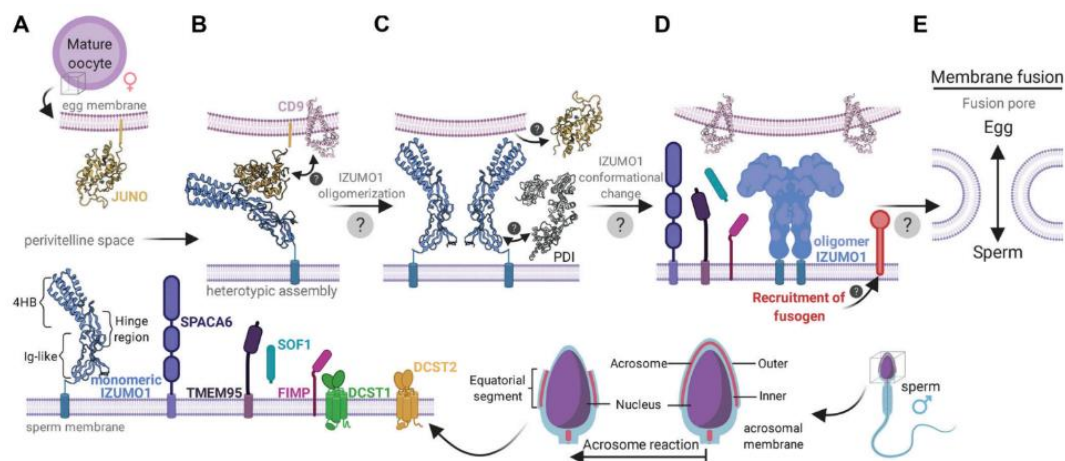 A
B
C
D
E
Mature
oocyte
♀
egg membrane
JUNO
perivitelline space
4HB
Hinge
region
Ig-like
monomeric
IZUMO1
sperm membrane
SPACA6
TMEM95
SOF1
FIMP
DCST1
DCST2
CD9
?
heterotypic assembly
IZUMO1
oligomerization
?
?
?
PDI
IZUMO1
conformational
change
?
oligomer
IZUMO1
Recruitment of
fusogen
?
?
Membrane fusion
Fusion pore
Egg
Sperm
Equatorial
segment
Acrosome
Nucleus
Outer
Inner
acrosomal
membrane
Acrosome reaction
sperm
♂